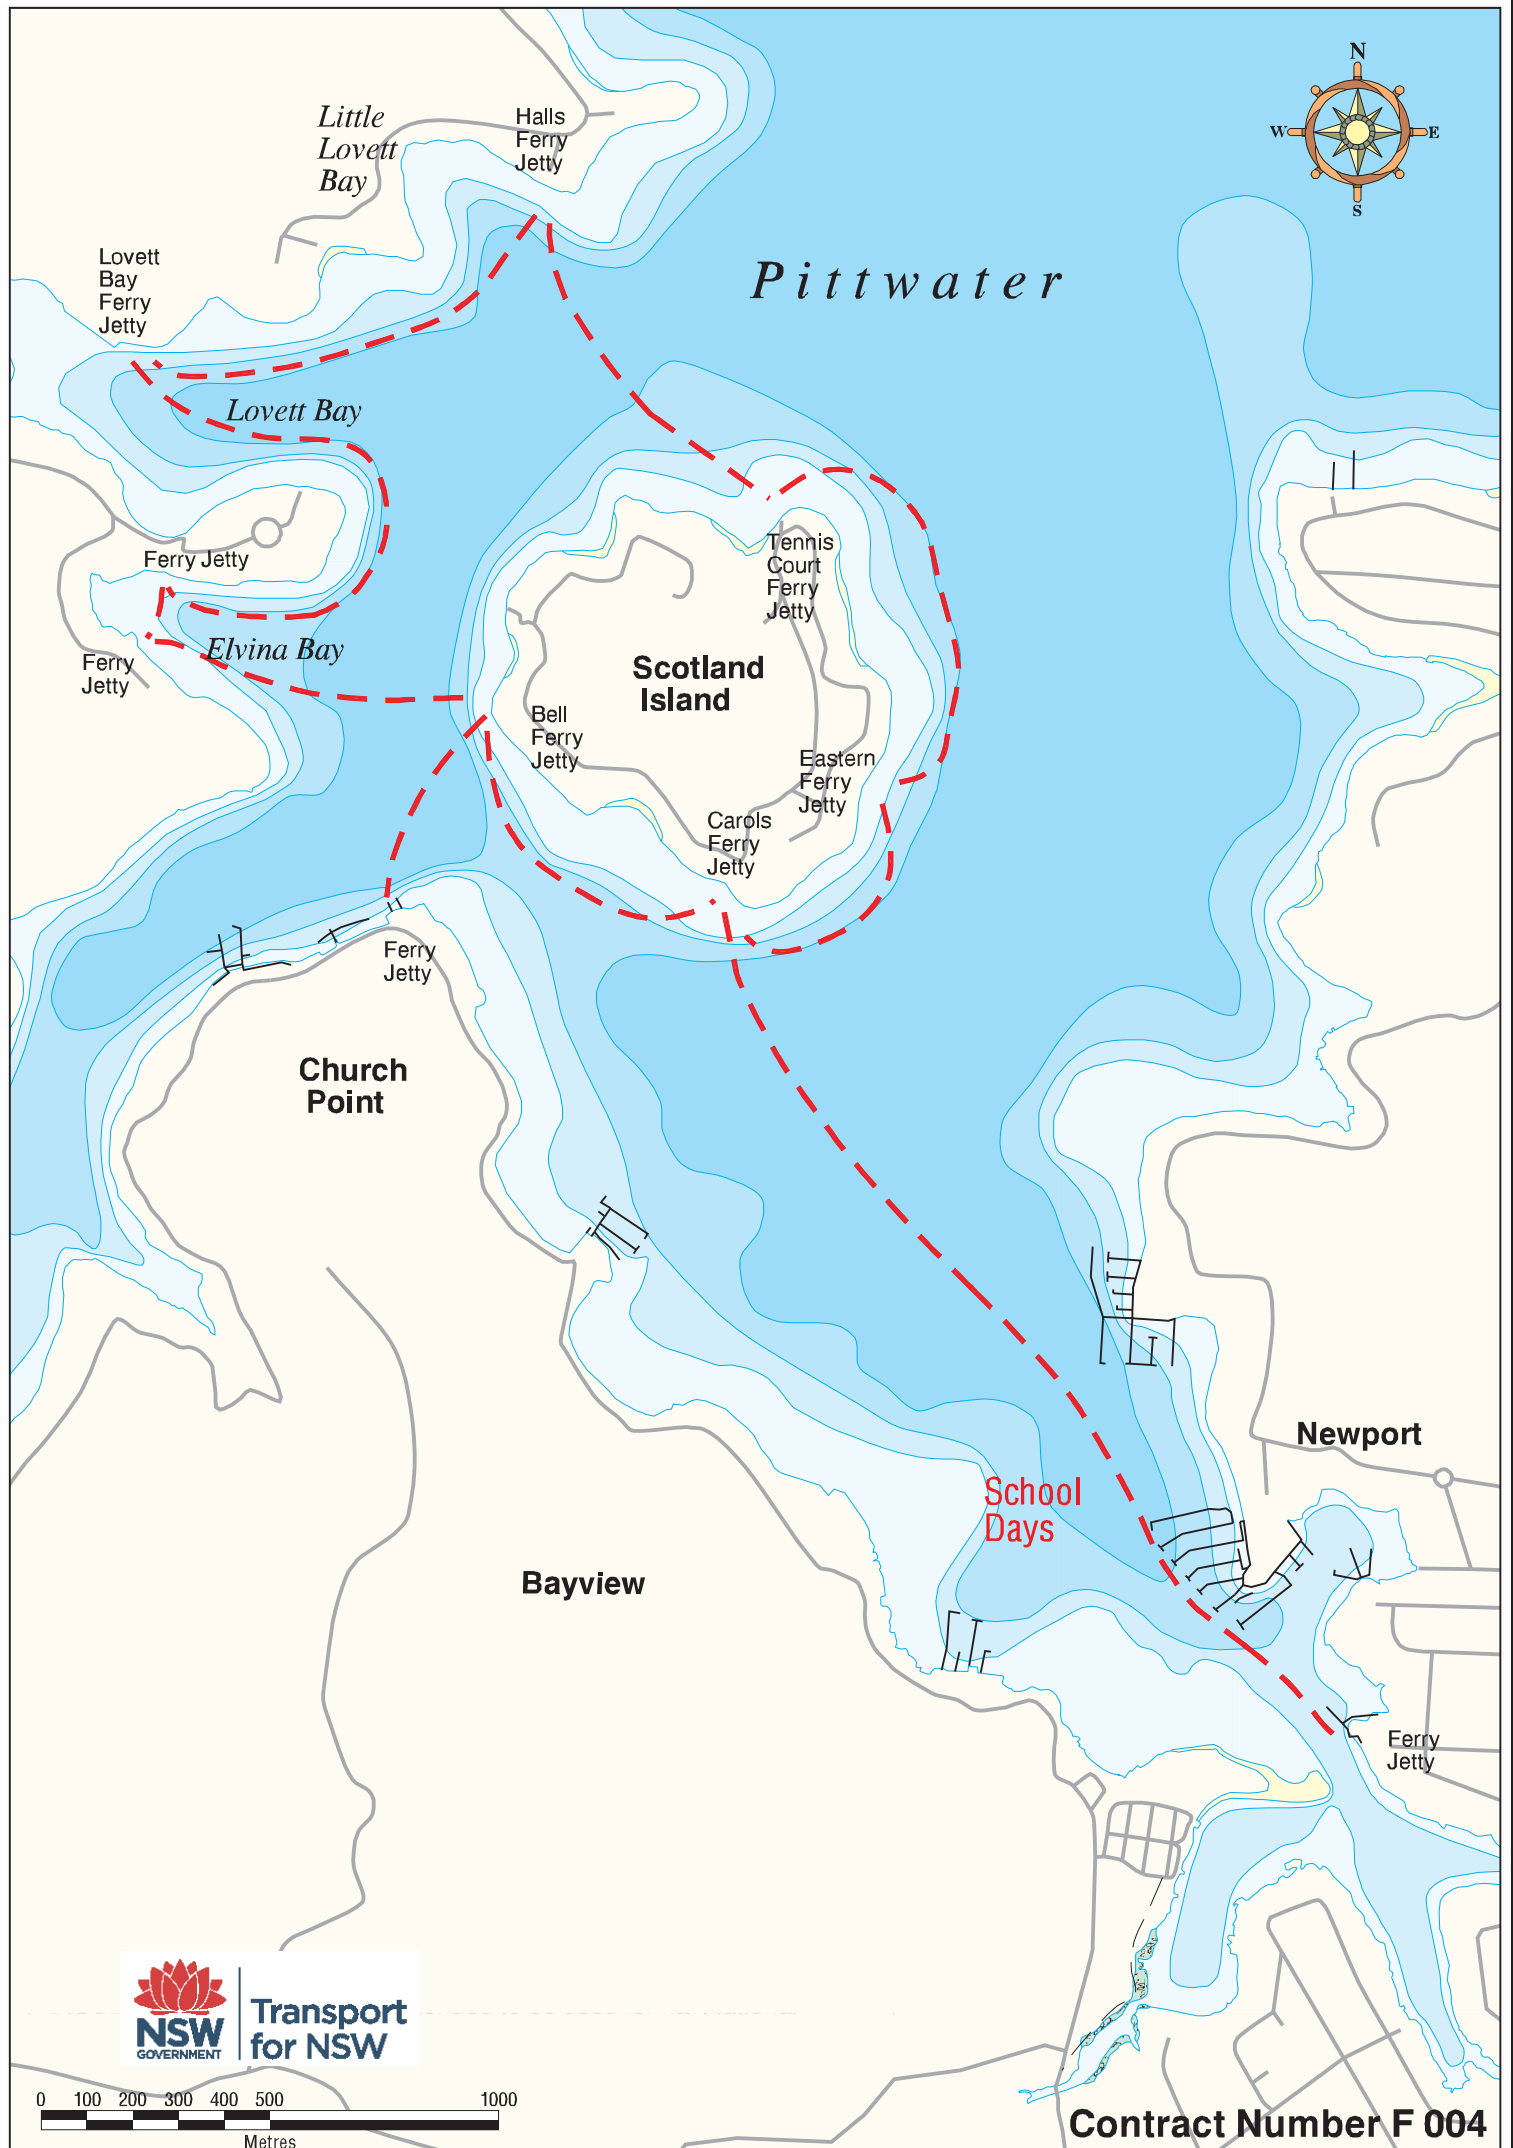 N
W
E
S
Little
Lovett
Bay
Halls
Ferry
Jetty
Lovett
Bay
Ferry
Jetty
Pittwater
Lovett Bay
Ferry Jetty
Tennis
Court
Ferry
Jetty
Elvina Bay
Ferry
Jetty
Scotland
Island
Bell
Ferry
Jetty
Eastern
Ferry
Jetty
Carols
Ferry
Jetty
Ferry
Jetty
Church
Point
Newport
School
Days
Bayview
Ferry
Jetty
NSW
GOVERNMENT
Transport
for NSW
0 100 200 300 400 500 1000
Metres
Contract Number F 004